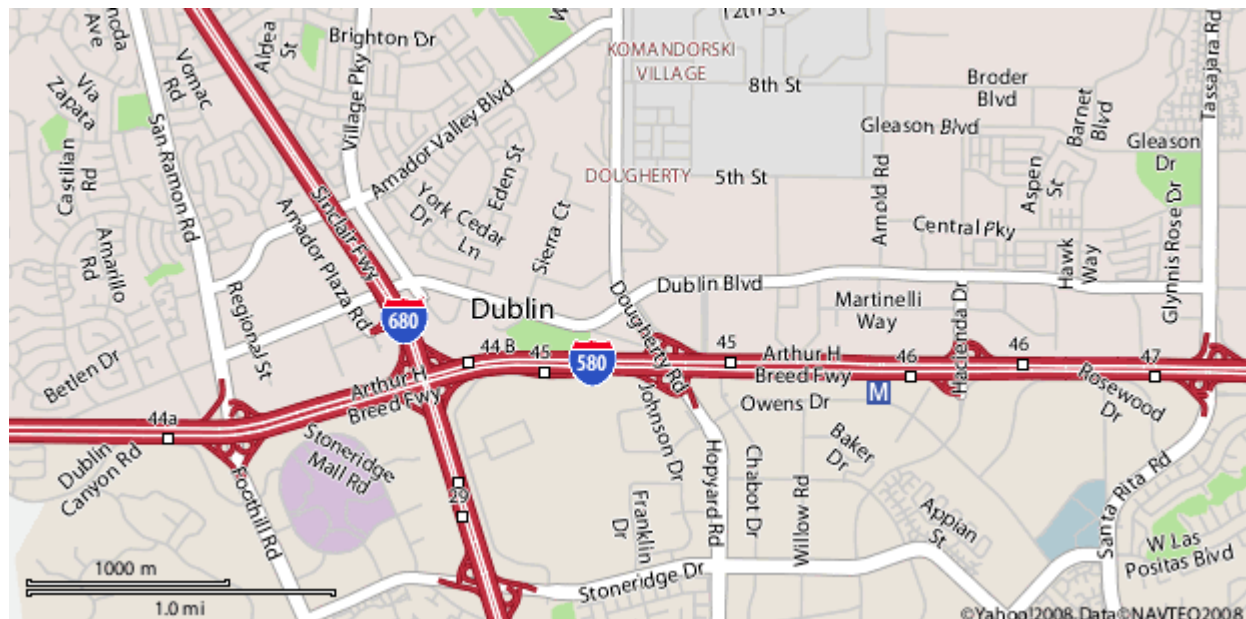 12th St
Brighton Dr
Aldea
St
KOMANDORSKI
VILLAGE
Tassajara Rd
Ave
Vomac
Rd
Via
Zapata
Village Pky
8th St
Broder
Blvd
Barnet
Blvd
Gleason Blvd
Gleason
Dr
Amador Valley Blvd
San Ramon Rd
Castilian
Rd
Eden St
DOUGHERTY
5th St
Aspen
St
Arnold Rd
York Cedar
Dr
Ln
Sinclair Fwy
Amador Plaza Rd
Sierra Ct
Central Pky
Hawk
Way
Glynnis Rose Dr
Amarillo
Rd
Regional St
Dublin Blvd
Dublin
Dougherty Rd
Martinelli
Way
Hacienda Dr
680
580
44.B
45
45
Arthur H
Breed Fwy
46
46
47
Betlen Dr
Arthur H
Breed Fwy
M
Rosewood
Dr
Owens Dr
Johnson Dr
44a
Stoneridge
Mall Rd
Dublin
Canyon Rd
Foothill Rd
Baker
Dr
Hopyard Rd
Chabot Dr
Willow Rd
29
Franklin
Dr
Appian
St
Santa Rita Rd
W Las
Positas Blvd
Stoneridge Dr
1000 m
1.0 mi
©Yahoo!2008,Data©NAVTEQ2008